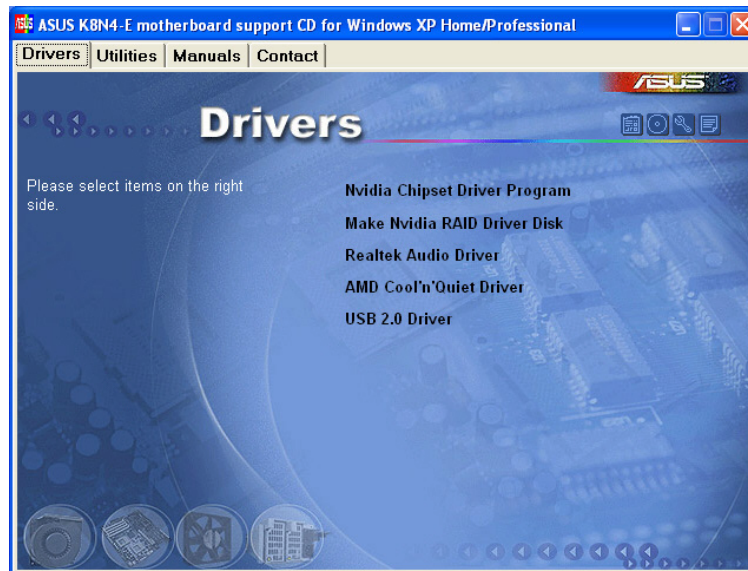 ASUS K8N4-E motherboard support CD for Windows XP Home/Professional
Drivers Utilities Manuals Contact
ASUS
Drivers
Please select items on the right
side.
Nvidia Chipset Driver Program
Make Nvidia RAID Driver Disk
Realtek Audio Driver
AMD Cool'n'Quiet Driver
USB 2.0 Driver